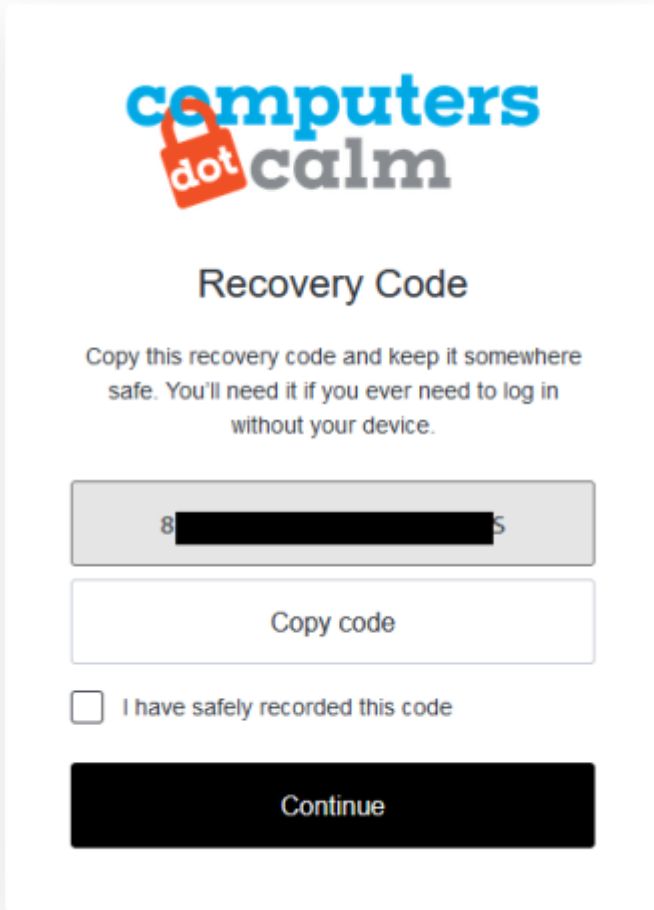 computers
dot calm
Recovery Code
Copy this recovery code and keep it somewhere
safe. You'll need it if you ever need to log in
without your device.
8 S
Copy code
I have safely recorded this code
Continue